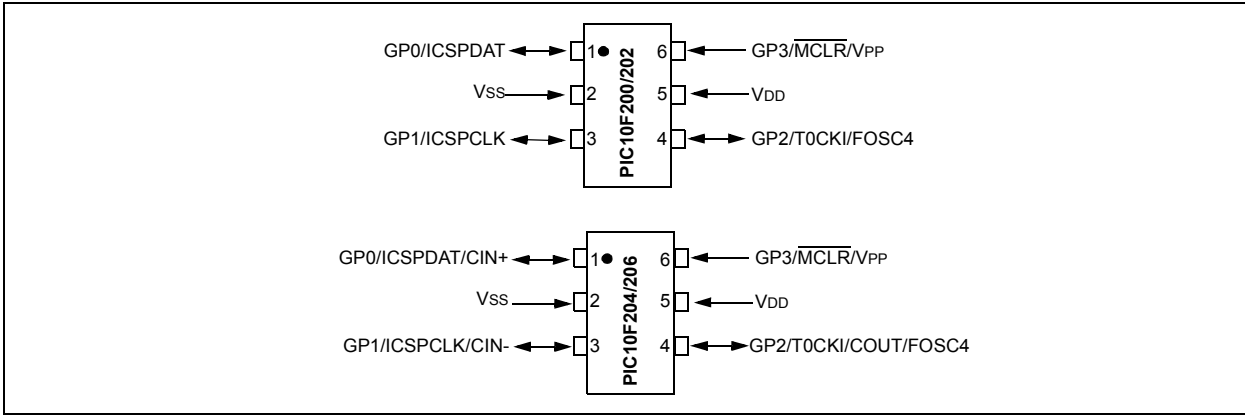 GP0/ICSPDAT 1 6 GP3/MCLR/VPP
VSS 2 5 VDD
GP1/ICSPCLK 3 4 GP2/T0CKI/FOSC4
PIC10F200/202
GP0/ICSPDAT/CIN+ 1 6 GP3/MCLR/VPP
VSS 2 5 VDD
GP1/ICSPCLK/CIN- 3 4 GP2/T0CKI/COUT/FOSC4
PIC10F204/206